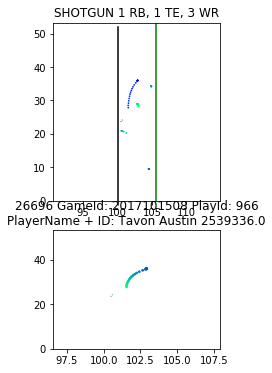 SHOTGUN 1 RB, 1 TE, 3 WR
50
40
30
20
10
0
95 100 105 110
26696 GameId: 2017101508 PlayId: 966
PlayerName + ID: Tavon Austin 2539336.0
40
20
0
97.5 100.0 102.5 105.0 107.5